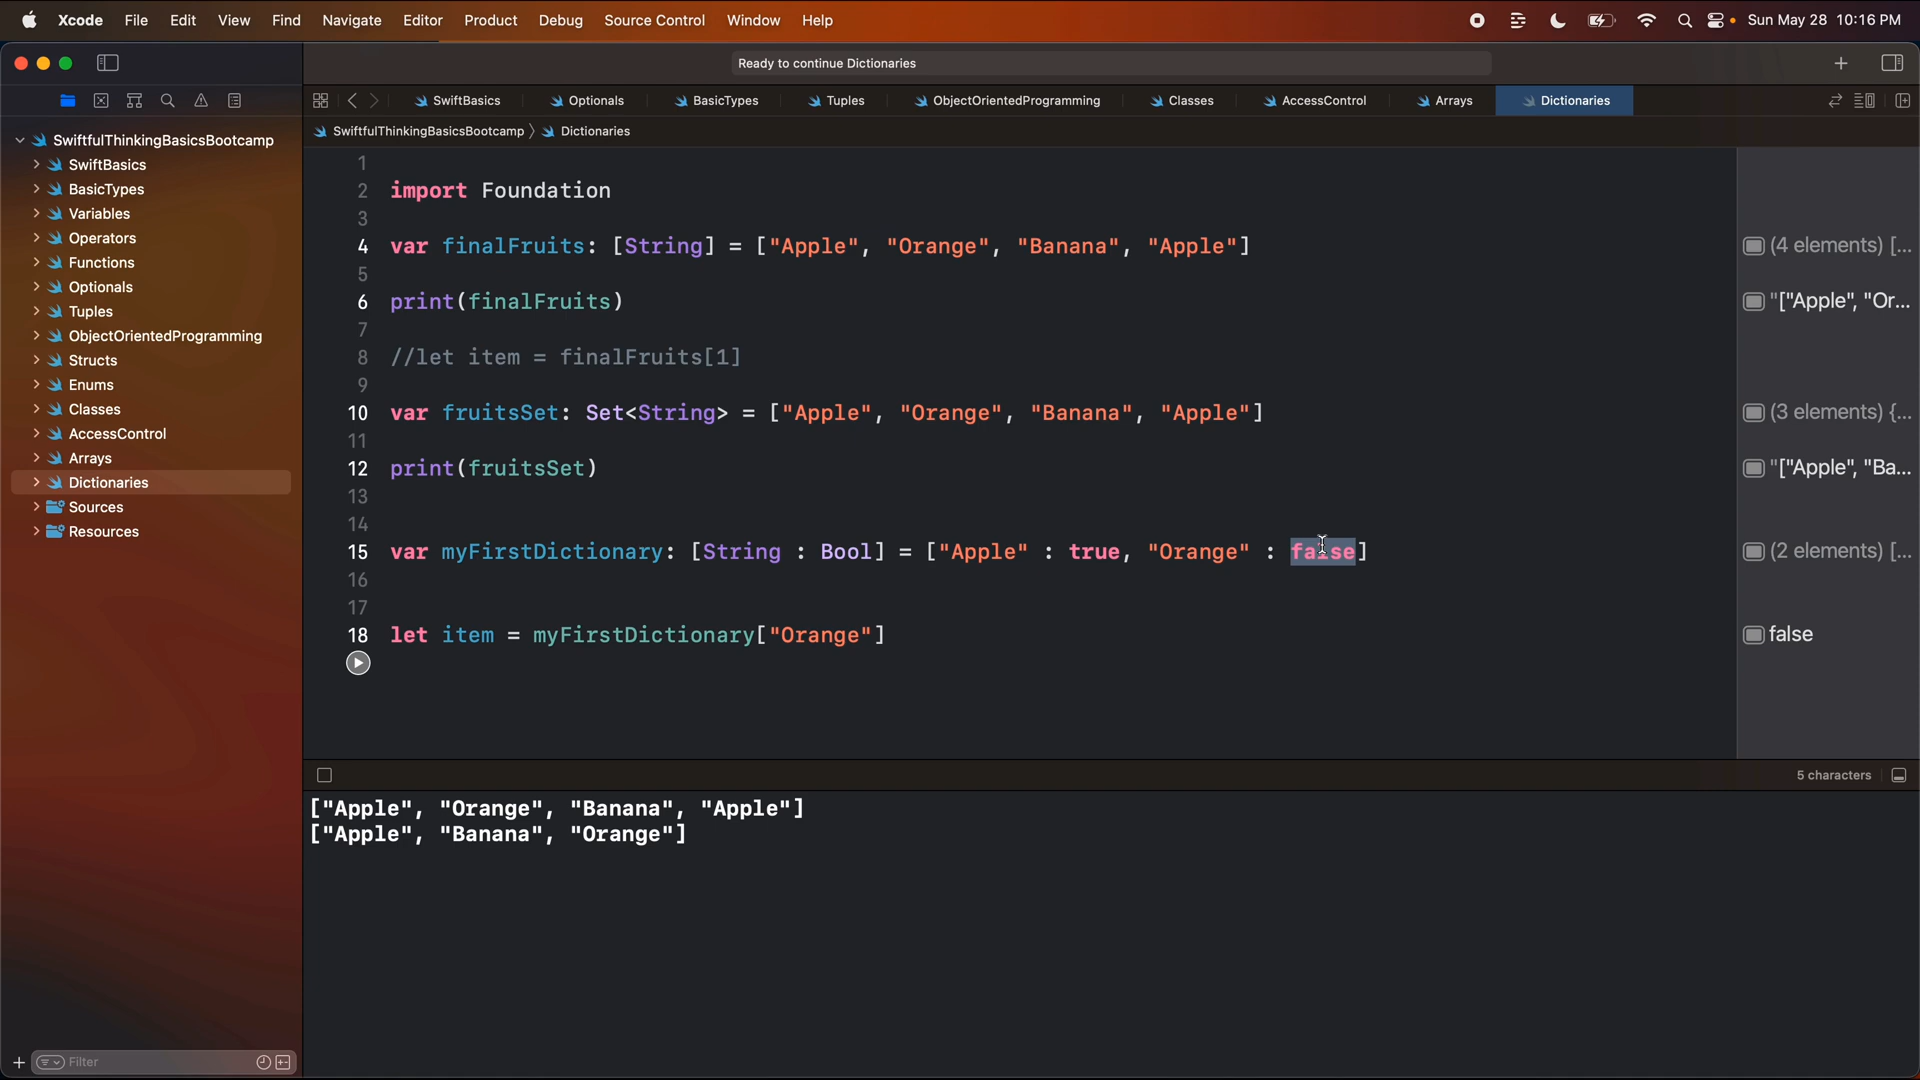 Xcode File Edit View Find Navigate Editor Product Debug Source Control Window Help Sun May 28 10:16 PM
Ready to continue Dictionaries
SwiftBasics Optionals BasicTypes Tuples ObjectOrientedProgramming Classes AccessControl Arrays Dictionaries
SwiftfulThinkingBasicsBootcamp Dictionaries
SwiftfulThinkingBasicsBootcamp
SwiftBasics
BasicTypes
Variables
Operators
Functions
Optionals
Tuples
ObjectOrientedProgramming
Structs
Enums
Classes
AccessControl
Arrays
Dictionaries
Sources
Resources
Filter
1
2 import Foundation
3
4 var finalFruits: [String] = ["Apple", "Orange", "Banana", "Apple"]
5
6 print(finalFruits)
7
8 //let item = finalFruits[1]
9
10 var fruitsSet: Set<String> = ["Apple", "Orange", "Banana", "Apple"]
11
12 print(fruitsSet)
13
14
15 var myFirstDictionary: [String : Bool] = ["Apple" : true, "Orange" : false]
16
17
18 let item = myFirstDictionary["Orange"]
(4 elements) [...
"["Apple", "Or...
(3 elements) {...
"["Apple", "Ba...
(2 elements) [...
false
5 characters
["Apple", "Orange", "Banana", "Apple"]
["Apple", "Banana", "Orange"]